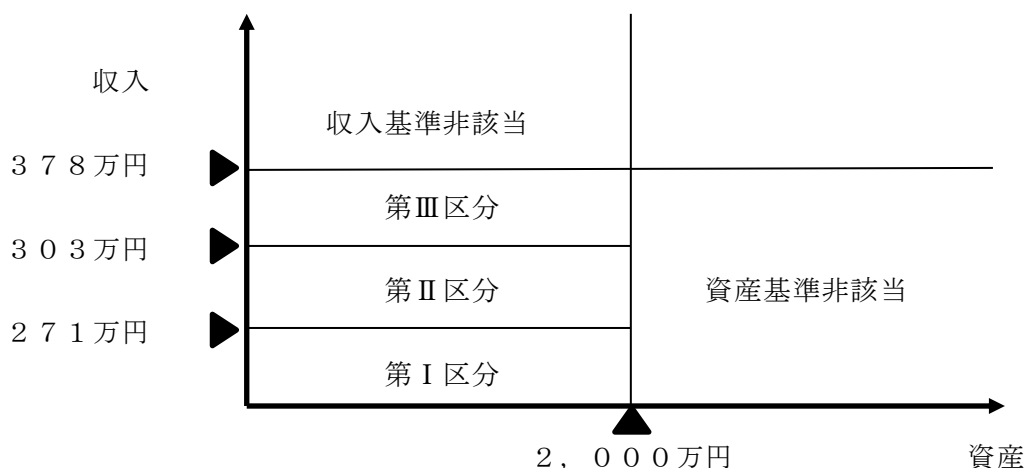 収入
収入基準非該当
３７８万円
第Ⅲ区分
３０３万円
第Ⅱ区分
資産基準非該当
２７１万円
第Ⅰ区分
２，０００万円
資産